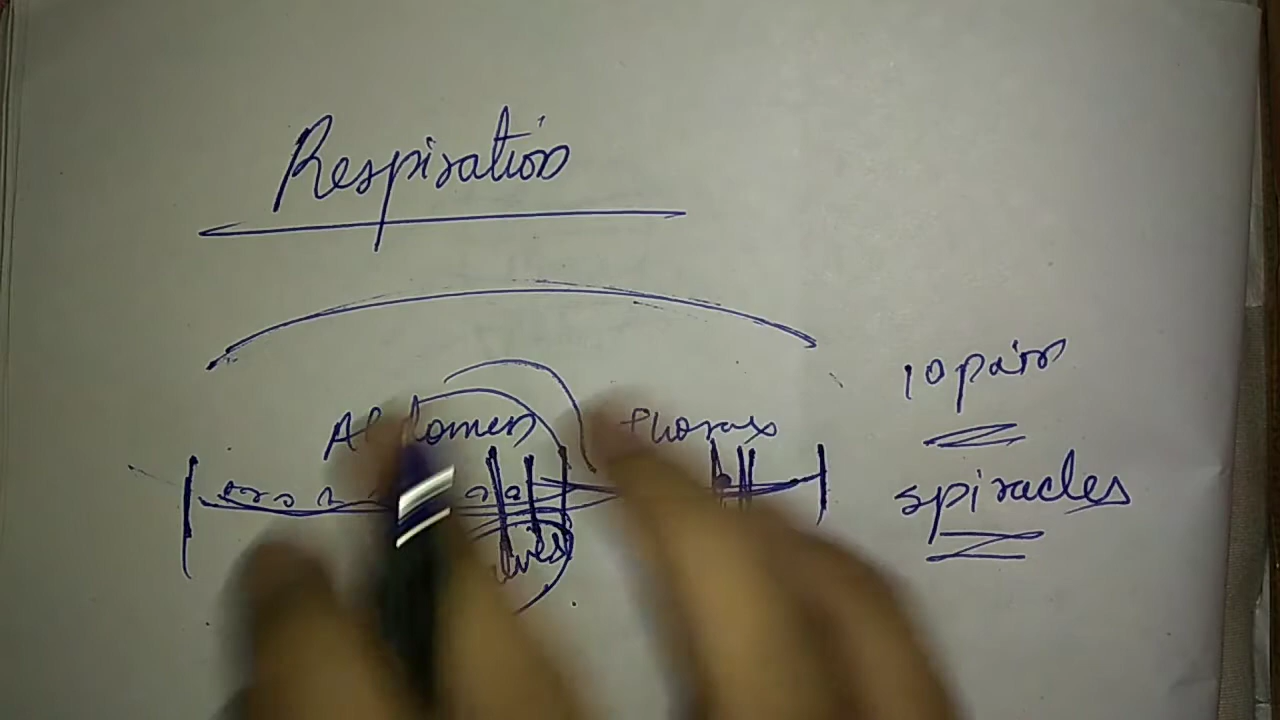 Respiration
10 pairs
Abdomen thorax
spiracles